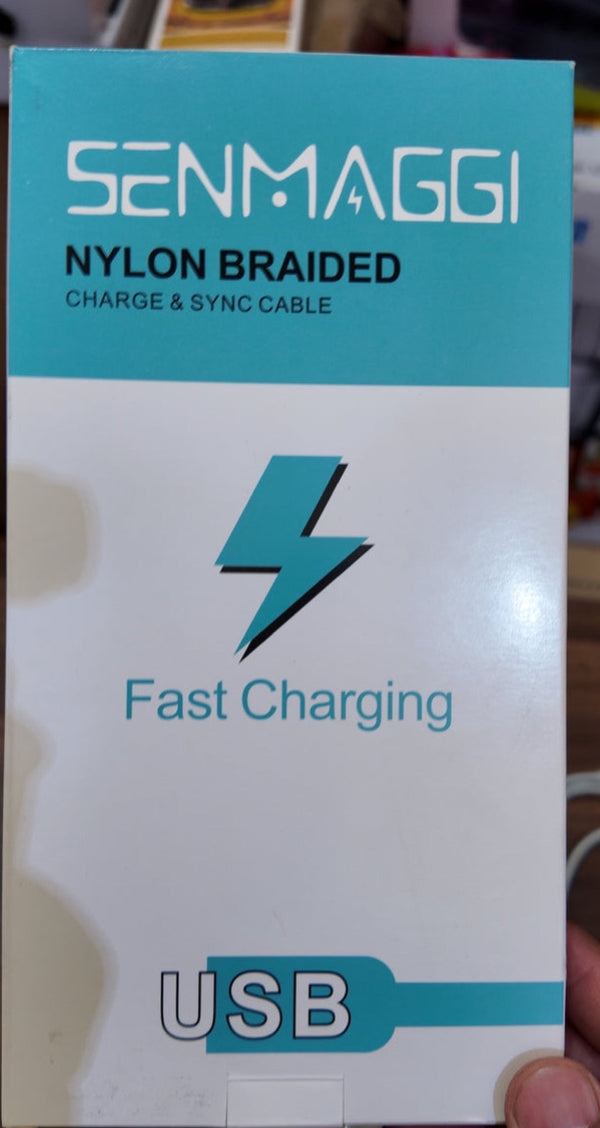 SENMAGGI
NYLON BRAIDED
CHARGE & SYNC CABLE
Fast Charging
USB